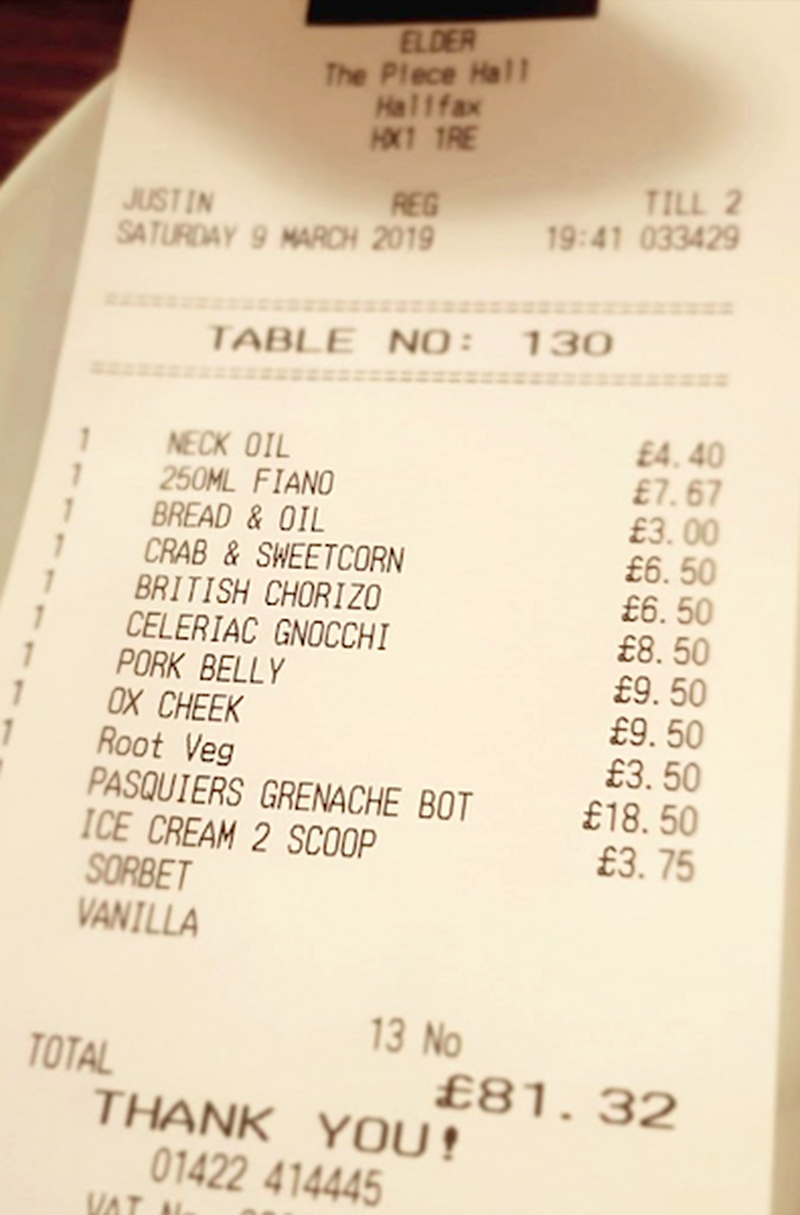 ELDER
The Piece Hall
Halifax
HX1 1RE
JUSTIN REG TILL 2
SATURDAY 9 MARCH 2019 19:41 033429
TABLE NO: 130
1 NECK OIL £4.40
1 250ML FIANO £7.67
1 BREAD & OIL £3.00
1 CRAB & SWEETCORN £6.50
1 BRITISH CHORIZO £6.50
1 CELERIAC GNOCCHI £8.50
1 PORK BELLY £9.50
1 OX CHEEK £9.50
1 Root Veg £3.50
PASQUIERS GRENACHE BOT £18.50
ICE CREAM 2 SCOOP £3.75
SORBET
VANILLA
13 No
TOTAL £81.32
THANK YOU!
01422 414445
VAT No